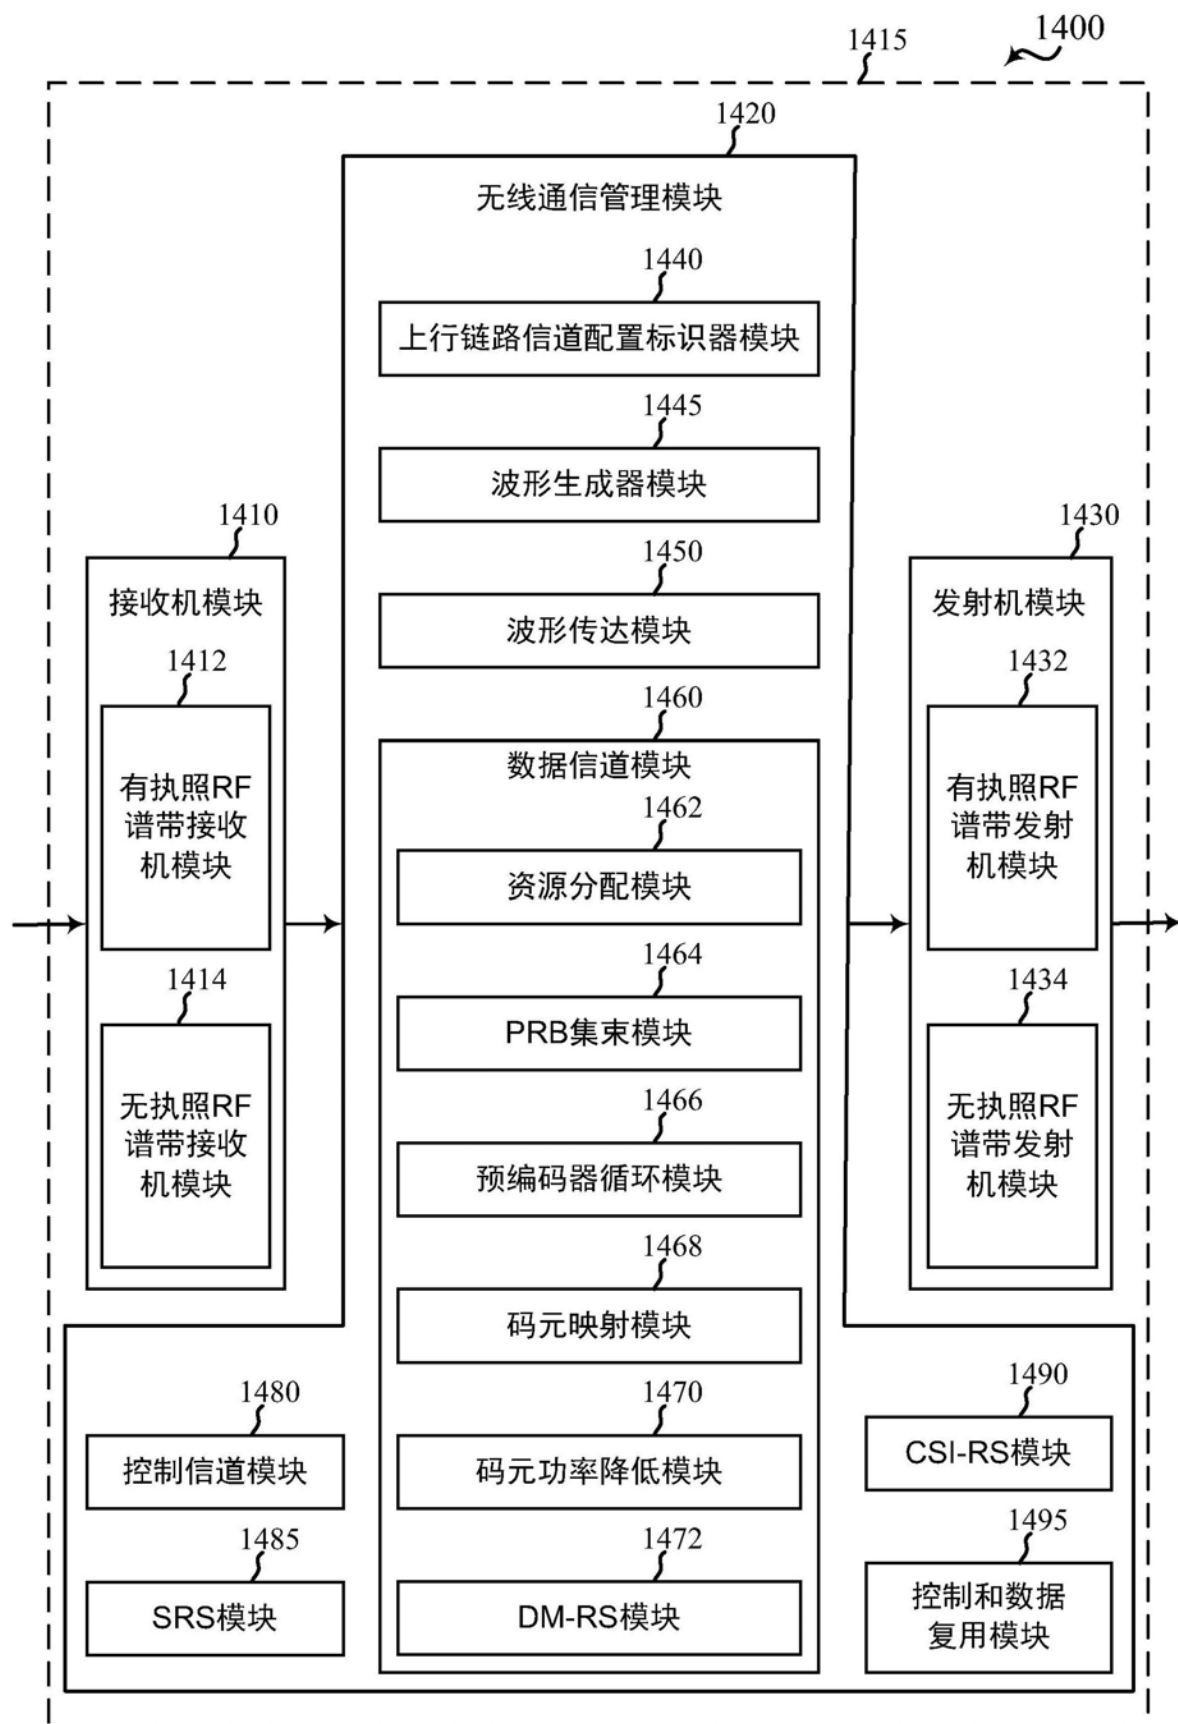 1400
1415
1420
无线通信管理模块
1440
上行链路信道配置标识器模块
1445
波形生成器模块
1450
波形传达模块
1410
接收机模块
1412
有执照RF
谱带接收
机模块
1414
无执照RF
谱带接收
机模块
1430
发射机模块
1432
有执照RF
谱带发射
机模块
1434
无执照RF
谱带发射
机模块
1460
数据信道模块
1462
资源分配模块
1464
PRB集束模块
1466
预编码器循环模块
1468
码元映射模块
1470
码元功率降低模块
1472
DM-RS模块
1480
控制信道模块
1485
SRS模块
1490
CSI-RS模块
1495
控制和数据
复用模块